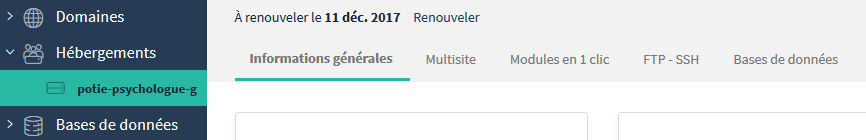 Domaines
Hébergements
potie-psychologue-g
Bases de données
À renouveler le 11 déc. 2017 Renouveler
Informations générales Multisite Modules en 1 clic FTP - SSH Bases de données